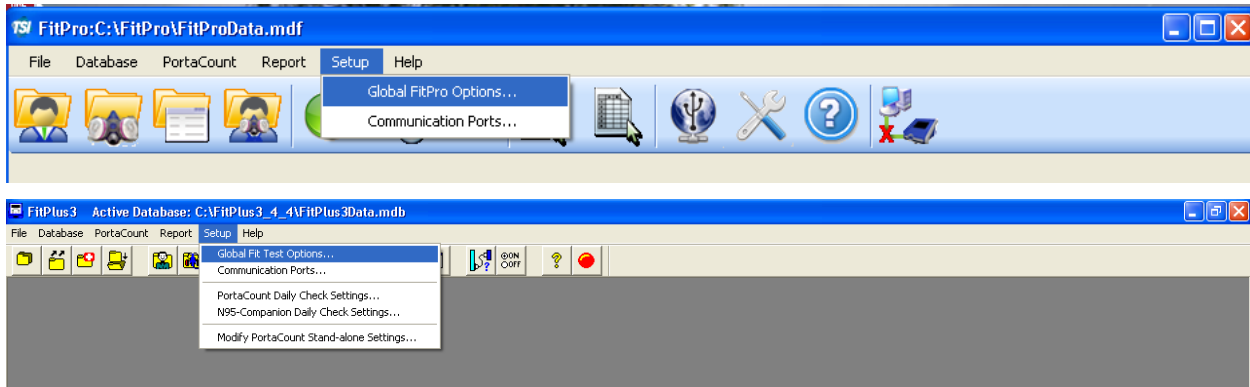 TSI FitPro:C:\FitPro\FitProData.mdf
File Database PortaCount Report Setup Help
Global FitPro Options...
Communication Ports...
FitPlus3 Active Database: C:\FitPlus3_4_4\FitPlus3Data.mdb
File Database PortaCount Report Setup Help
Global Fit Test Options...
Communication Ports...
PortaCount Daily Check Settings...
N95-Companion Daily Check Settings...
Modify PortaCount Stand-alone Settings...
ON
OFF